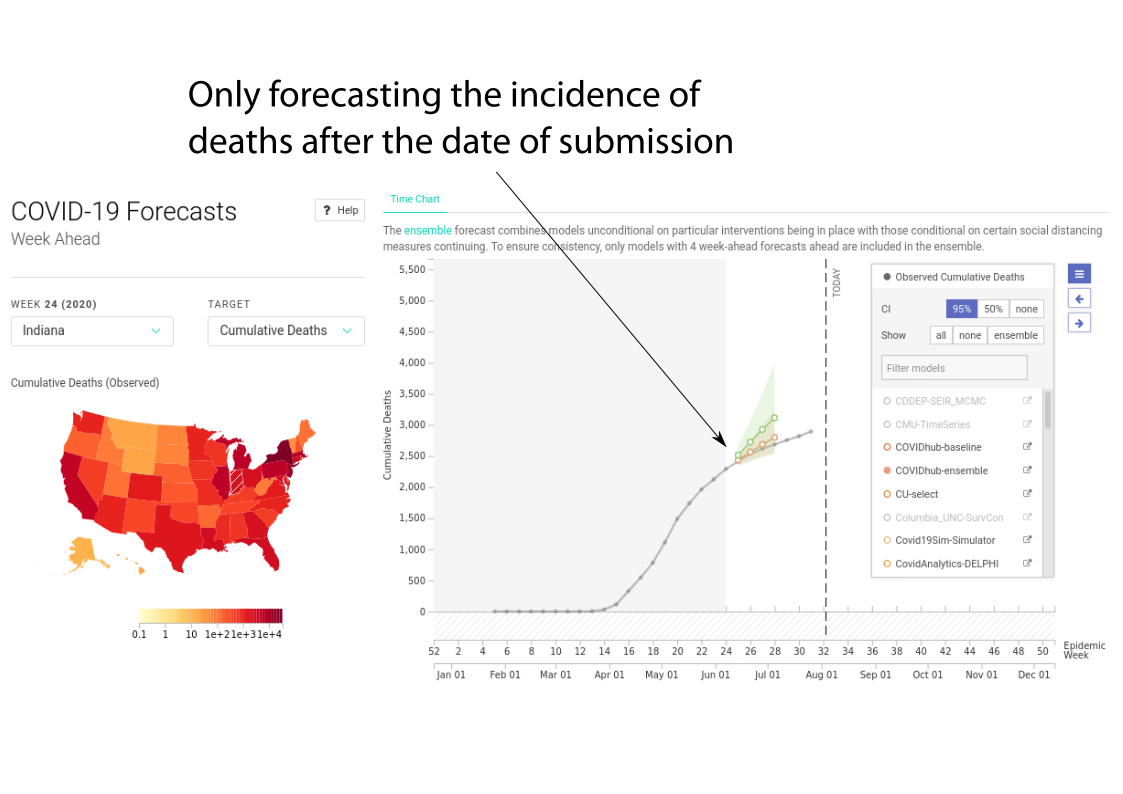 Only forecasting the incidence of
deaths after the date of submission
COVID-19 Forecasts
? Help
Week Ahead
WEEK 24 (2020)
TARGET
Indiana
Cumulative Deaths
Cumulative Deaths (Observed)
0.1 1 10 1e+2 1e+3 1e+4
Time Chart
The ensemble forecast combines models unconditional on particular interventions being in place with those conditional on certain social distancing
measures continuing. To ensure consistency, only models with 4 week-ahead forecasts ahead are included in the ensemble.
Cumulative Deaths
5,500
5,000
4,500
4,000
3,500
3,000
2,500
2,000
1,500
1,000
500
0
TODAY
52 2 4 6 8 10 12 14 16 18 20 22 24 26 28 30 32 34 36 38 40 42 44 46 48 50
Epidemic
Week
Jan 01 Feb 01 Mar 01 Apr 01 May 01 Jun 01 Jul 01 Aug 01 Sep 01 Oct 01 Nov 01 Dec 01
Observed Cumulative Deaths
CI 95% 50% none
Show all none ensemble
Filter models
CDDEP-SEIR_MCMC
CMU-TimeSeries
COVIDhub-baseline
COVIDhub-ensemble
CU-select
Columbia_UNC-SurvCon
Covid19Sim-Simulator
CovidAnalytics-DELPHI